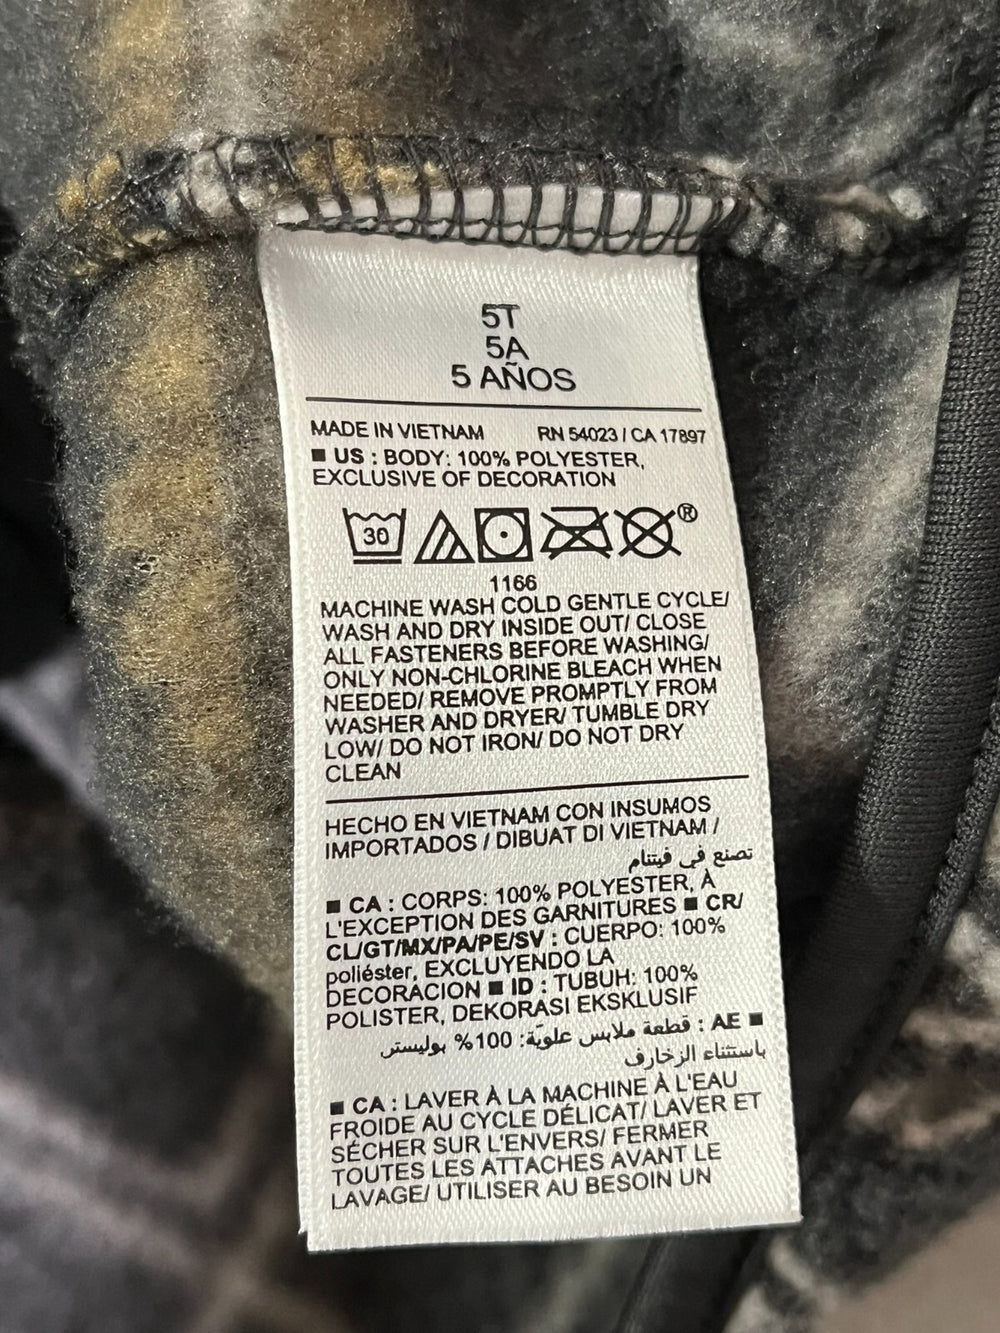 5T
5A
5 AÑOS
MADE IN VIETNAM RN 54023 / CA 17897
■ US : BODY: 100% POLYESTER,
EXCLUSIVE OF DECORATION
30 ®
1166
MACHINE WASH COLD GENTLE CYCLE/
WASH AND DRY INSIDE OUT/ CLOSE
ALL FASTENERS BEFORE WASHING/
ONLY NON-CHLORINE BLEACH WHEN
NEEDED/ REMOVE PROMPTLY FROM
WASHER AND DRYER/ TUMBLE DRY
LOW/ DO NOT IRON/ DO NOT DRY
CLEAN
HECHO EN VIETNAM CON INSUMOS
IMPORTADOS / DIBUAT DI VIETNAM /
تصنع في فيتنام
■ CA : CORPS: 100% POLYESTER, À
L'EXCEPTION DES GARNITURES ■ CR/
CL/GT/MX/PA/PE/SV : CUERPO: 100%
poliéster, EXCLUYENDO LA
DECORACION ■ ID : TUBUH: 100%
POLISTER, DEKORASI EKSKLUSIF
■ AE : قطعة ملابس علويّة: 100% بوليستر
باستثناء الزخارف
■ CA : LAVER À LA MACHINE À L'EAU
FROIDE AU CYCLE DÉLICAT/ LAVER ET
SÉCHER SUR L'ENVERS/ FERMER
TOUTES LES ATTACHES AVANT LE
LAVAGE/ UTILISER AU BESOIN UN